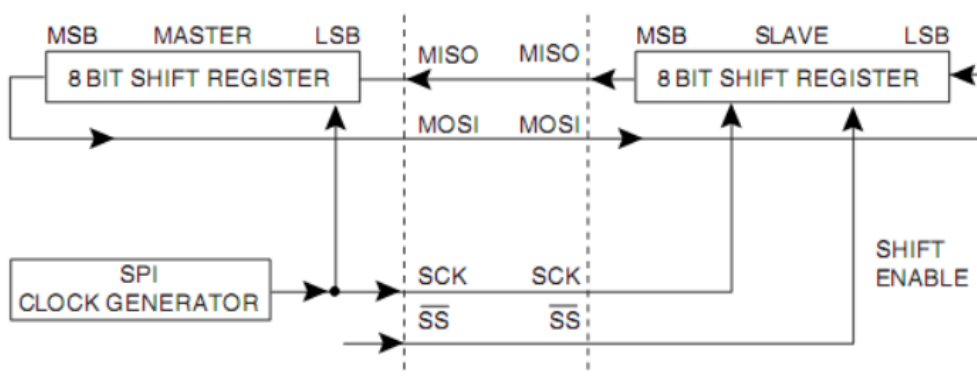 MSB MASTER LSB
8 BIT SHIFT REGISTER
MISO MISO
MSB SLAVE LSB
8 BIT SHIFT REGISTER
MOSI MOSI
SPI
CLOCK GENERATOR
SCK SCK
SS SS
SHIFT
ENABLE